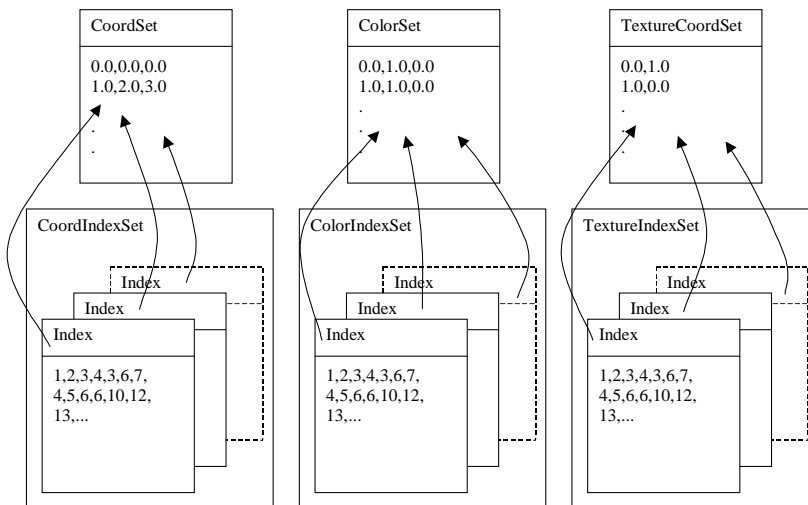 CoordSet
0.0,0.0,0.0
1.0,2.0,3.0
.
.
.
ColorSet
0.0,1.0,0.0
1.0,1.0,0.0
.
.
.
TextureCoordSet
0.0,1.0
1.0,0.0
.
.
.
CoordIndexSet
Index
Index
Index
1,2,3,4,3,6,7,
4,5,6,6,10,12,
13,...
ColorIndexSet
Index
Index
Index
1,2,3,4,3,6,7,
4,5,6,6,10,12,
13,...
TextureIndexSet
Index
Index
Index
1,2,3,4,3,6,7,
4,5,6,6,10,12,
13,...